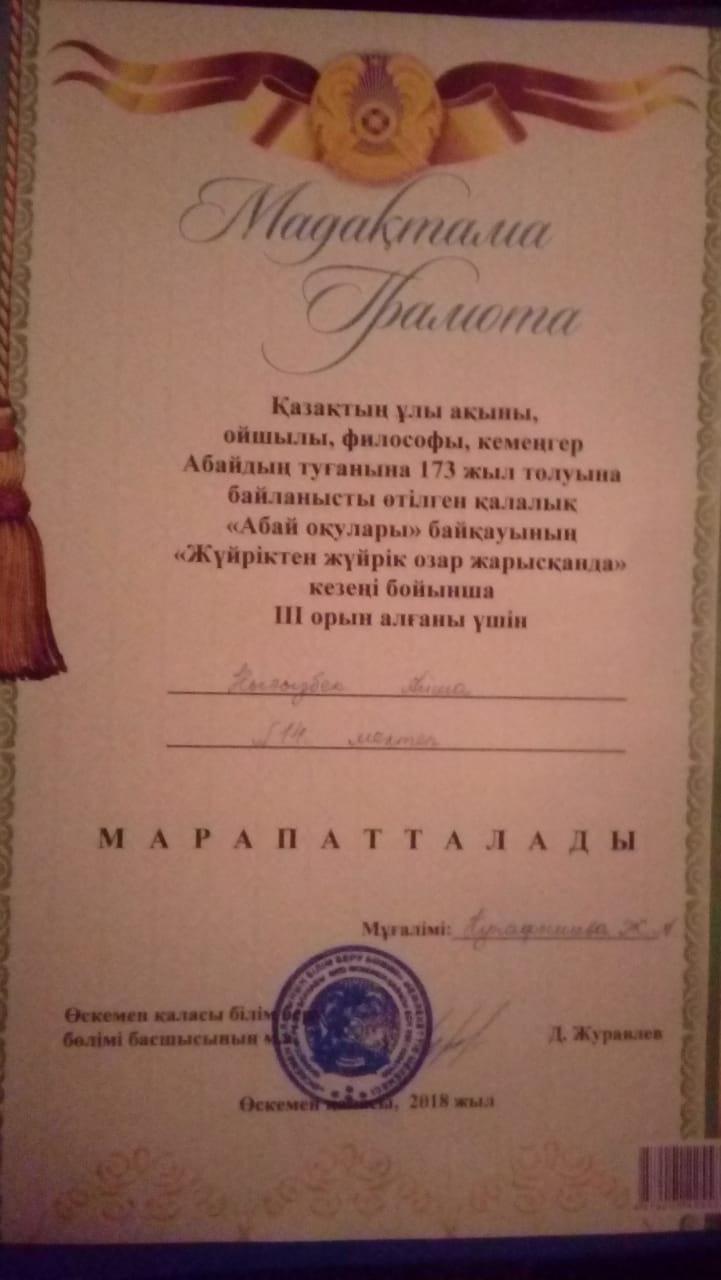 Мадақтама
Грамота
Қазақтың ұлы ақыны,
ойшылы, философы, кемеңгер
Абайдың туғанына 173 жыл толуына
байланысты өтілген қалалық
«Абай оқулары» байқауының
«Жүйріктен жүйрік озар жарысқанда»
кезеңі бойынша
III орын алғаны үшін
№14 мектеп
МАРАПАТТАЛАДЫ
Мұғалімі: Ж. А
Өскемен қаласы білім
бөлімі басшысының Д. Журавлев
Өскемен 2018 жыл